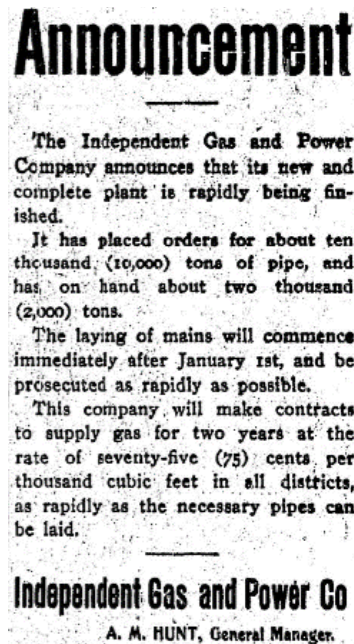 Announcement
The Independent Gas and Power
Company announces that its new and
complete plant is rapidly being fin-
ished.
It has placed orders for about ten
thousand (10,000) tons of pipe, and
has on hand about two thousand
(2,000) tons.
The laying of mains will commence
immediately after January 1st, and be
prosecuted as rapidly as possible.
This company will make contracts
to supply gas for two years at the
rate of seventy-five (75) cents per
thousand cubic feet in all districts,
as rapidly as the necessary pipes can
be laid.
Independent Gas and Power Co
A. M. HUNT, General Manager.